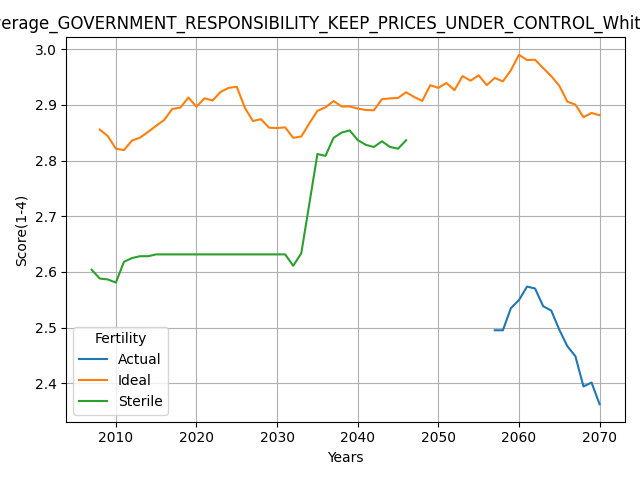 verage_GOVERNMENT_RESPONSIBILITY_KEEP_PRICES_UNDER_CONTROL_Whit
Score(1-4)
3.0
2.9
2.8
2.7
2.6
2.5
2.4
Fertility
Actual
Ideal
Sterile
2010 2020 2030 2040 2050 2060 2070
Years